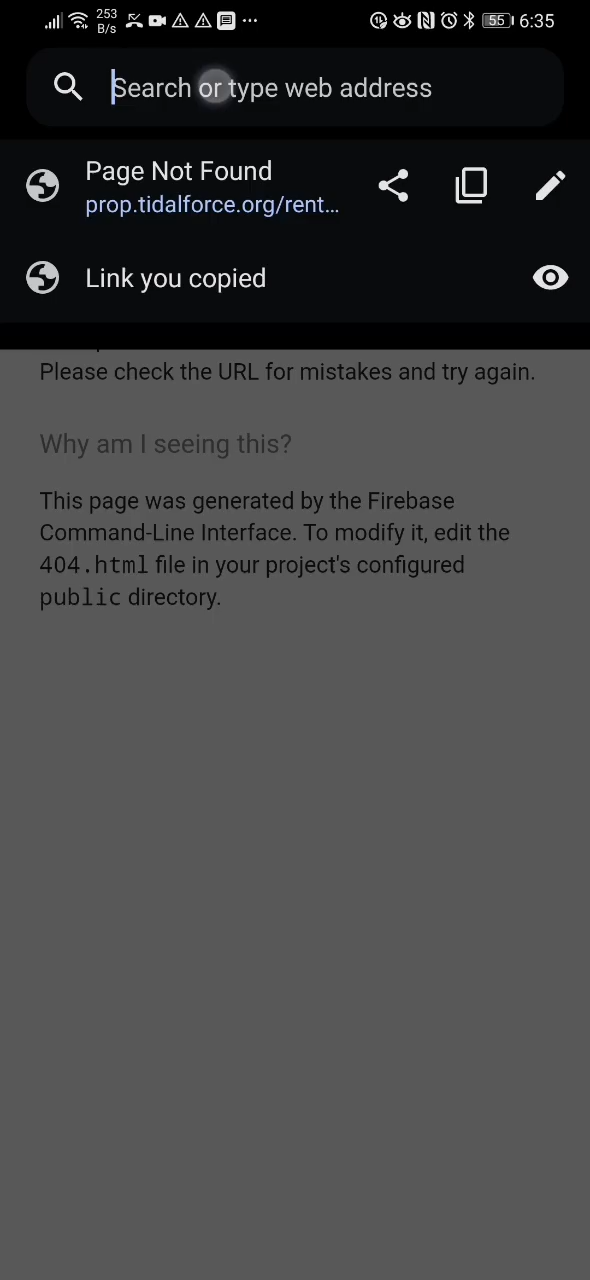 253
B/s
55
6:35
Search or type web address
Page Not Found
prop.tidalforce.org/rent...
Link you copied
Please check the URL for mistakes and try again.
Why am I seeing this?
This page was generated by the Firebase
Command-Line Interface. To modify it, edit the
404.html file in your project's configured
public directory.